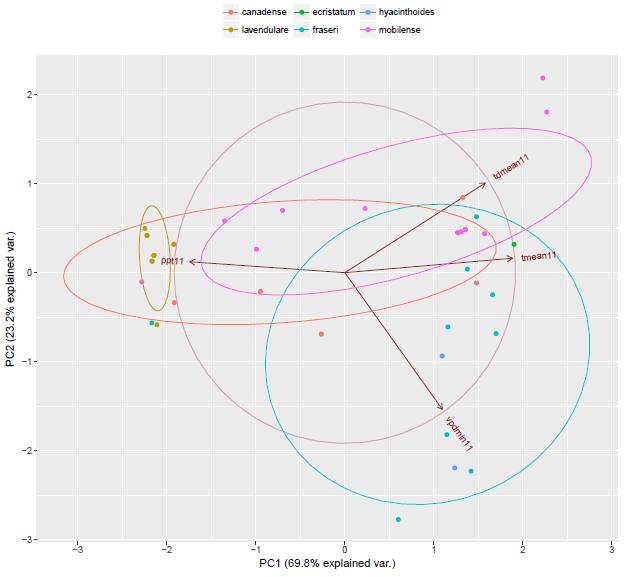 canadense ecristatum hyacinthoides
lavendulare fraseri mobilense
2
1
0
−1
−2
−3
PC2 (23.2% explained var.)
tdmean11
tmean11
ppt11
vpdmin11
−3 −2 −1 0 1 2 3
PC1 (69.8% explained var.)